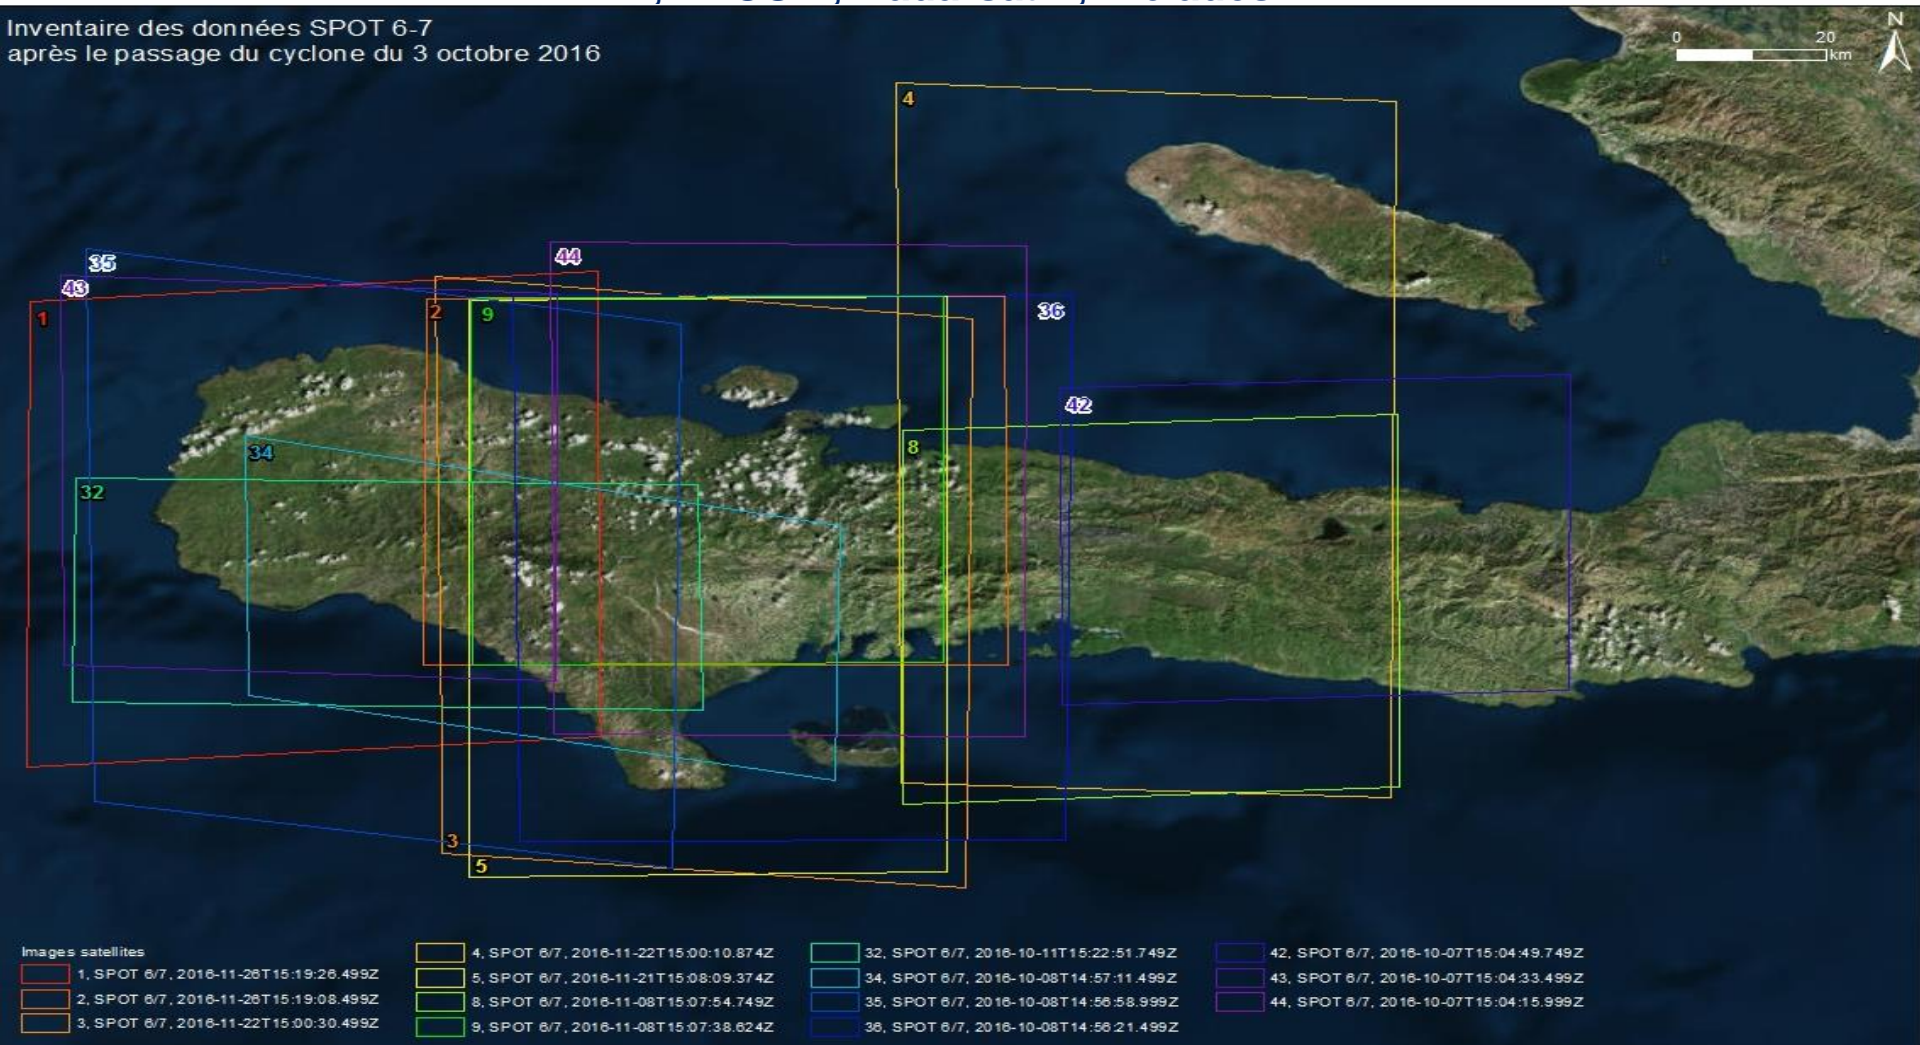 Inventaire des données SPOT 6-7
après le passage du cyclone du 3 octobre 2016
N
0 20
km
4
44
35
43
1
2
9
36
42
8
34
32
3
5
Images satellites
1, SPOT 6/7, 2016-11-26T15:19:26.499Z
2, SPOT 6/7, 2016-11-26T15:19:08.499Z
3, SPOT 6/7, 2016-11-22T15:00:30.499Z
4, SPOT 6/7, 2016-11-22T15:00:10.874Z
5, SPOT 6/7, 2016-11-21T15:08:09.374Z
8, SPOT 6/7, 2016-11-08T15:07:54.749Z
9, SPOT 6/7, 2016-11-08T15:07:38.624Z
32, SPOT 6/7, 2016-10-11T15:22:51.749Z
34, SPOT 6/7, 2016-10-08T14:57:11.499Z
35, SPOT 6/7, 2016-10-08T14:56:58.999Z
36, SPOT 6/7, 2016-10-08T14:56:21.499Z
42, SPOT 6/7, 2016-10-07T15:04:49.749Z
43, SPOT 6/7, 2016-10-07T15:04:33.499Z
44, SPOT 6/7, 2016-10-07T15:04:15.999Z